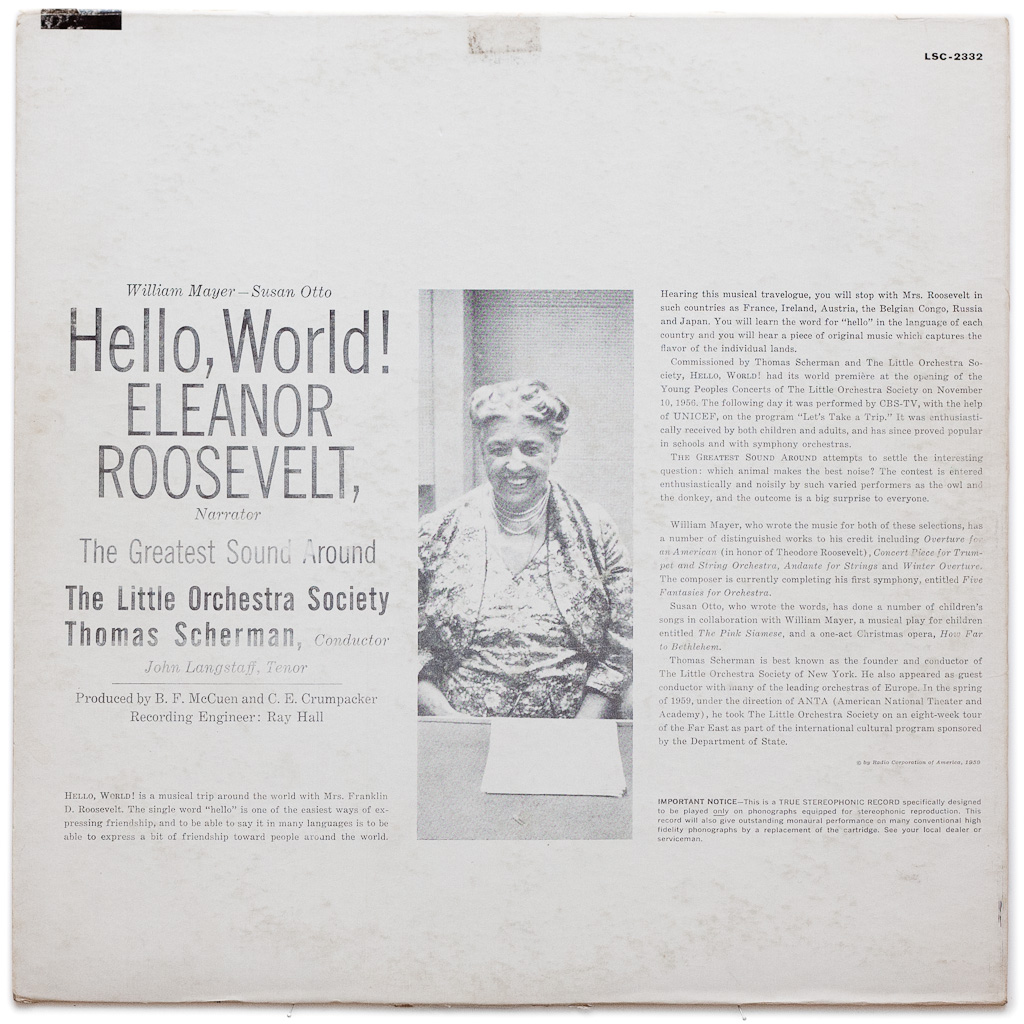 LSC-2332
William Mayer–Susan Otto
Hello, World!
ELEANOR
ROOSEVELT,
Narrator
The Greatest Sound Around
The Little Orchestra Society
Thomas Scherman, Conductor
John Langstaff, Tenor
Produced by B. F. McCuen and C. E. Crumpacker
Recording Engineer: Ray Hall
HELLO, WORLD! is a musical trip around the world with Mrs. Franklin
D. Roosevelt. The single word “hello” is one of the easiest ways of ex-
pressing friendship, and to be able to say it in many languages is to be
able to express a bit of friendship toward people around the world.
Hearing this musical travelogue, you will stop with Mrs. Roosevelt in
such countries as France, Ireland, Austria, the Belgian Congo, Russia
and Japan. You will learn the word for “hello” in the language of each
country and you will hear a piece of original music which captures the
flavor of the individual lands.
Commissioned by Thomas Scherman and The Little Orchestra So-
ciety, HELLO, WORLD! had its world première at the opening of the
Young Peoples Concerts of The Little Orchestra Society on November
10, 1956. The following day it was performed by CBS-TV, with the help
of UNICEF, on the program “Let’s Take a Trip.” It was enthusiasti-
cally received by both children and adults, and has since proved popular
in schools and with symphony orchestras.
THE GREATEST SOUND AROUND attempts to settle the interesting
question: which animal makes the best noise? The contest is entered
enthusiastically and noisily by such varied performers as the owl and
the donkey, and the outcome is a big surprise to everyone.
William Mayer, who wrote the music for both of these selections, has
a number of distinguished works to his credit including Overture for
an American (in honor of Theodore Roosevelt), Concert Piece for Trum-
pet and String Orchestra, Andante for Strings and Winter Overture.
The composer is currently completing his first symphony, entitled Five
Fantasies for Orchestra.
Susan Otto, who wrote the words, has done a number of children’s
songs in collaboration with William Mayer, a musical play for children
entitled The Pink Siamese, and a one-act Christmas opera, How Far
to Bethlehem.
Thomas Scherman is best known as the founder and conductor of
The Little Orchestra Society of New York. He also appeared as guest
conductor with many of the leading orchestras of Europe. In the spring
of 1959, under the direction of ANTA (American National Theater and
Academy), he took The Little Orchestra Society on an eight-week tour
of the Far East as part of the international cultural program sponsored
by the Department of State.
© by Radio Corporation of America, 1959
IMPORTANT NOTICE—This is a TRUE STEREOPHONIC RECORD specifically designed
to be played only on phonographs equipped for stereophonic reproduction. This
record will also give outstanding monaural performance on many conventional high
fidelity phonographs by a replacement of the cartridge. See your local dealer or
serviceman.